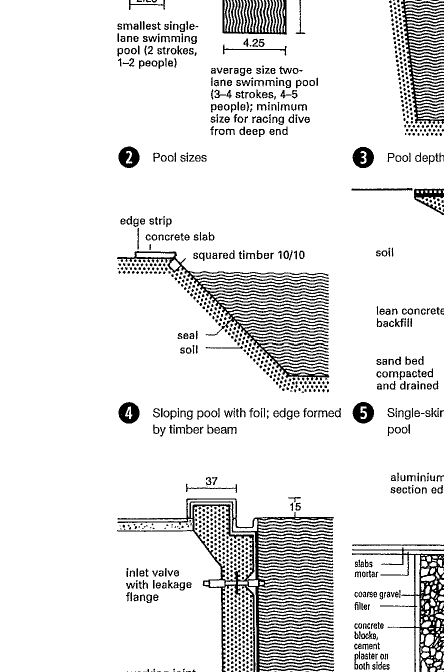 smallest single-
lane swimming
pool (2 strokes,
1–2 people)
4.25
average size two-
lane swimming pool
(3–4 strokes, 4–5
people); minimum
size for racing dive
from deep end
2 Pool sizes
3 Pool depth
edge strip
concrete slab
squared timber 10/10
seal
soil
soil
lean concrete
backfill
sand bed
compacted
and drained
4 Sloping pool with foil; edge formed
by timber beam
5 Single-skin
pool
37
15
inlet valve
with leakage
flange
aluminium
section
slabs
mortar
coarse gravel
filter
concrete
blocks,
cement
plaster on
both sides